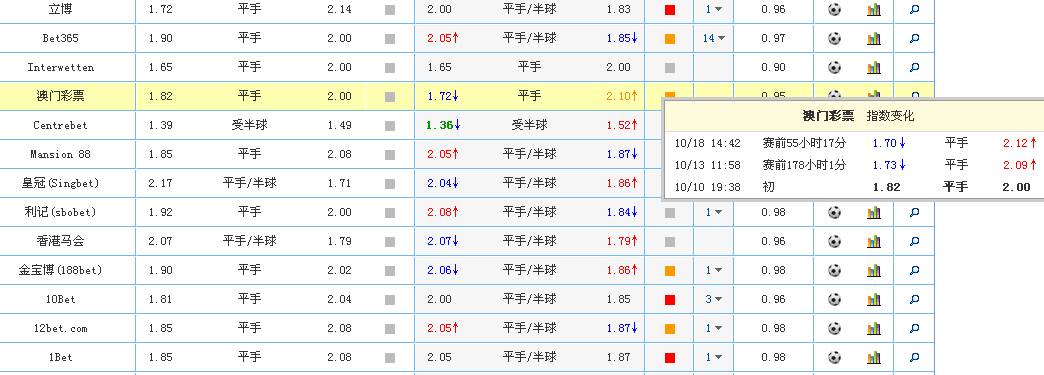 立博 1.72 平手 2.14 2.00 平手/半球 1.83 1 0.96
Bet365 1.90 平手 2.00 2.05↑ 平手/半球 1.85↓ 14 0.97
Interwetten 1.65 平手 2.00 1.65 平手 2.00 0.90
澳门彩票 1.82 平手 2.00 1.72↓ 平手 2.10↑ 0.95
澳门彩票 指数变化
Centrebet 1.39 受半球 1.49 1.36↓ 受半球 1.52↑
10/18 14:42 赛前55小时17分 1.70↓ 平手 2.12↑
Mansion 88 1.85 平手 2.08 2.05↑ 平手/半球 1.87↓
10/13 11:58 赛前178小时1分 1.73↓ 平手 2.09↑
皇冠(Singbet) 2.17 平手/半球 1.71 2.04↓ 平手/半球 1.86↑
10/10 19:38 初 1.82 平手 2.00
利记(sbobet) 1.92 平手 2.00 2.08↑ 平手/半球 1.84↓ 1 0.98
香港马会 2.07 平手/半球 1.79 2.07↓ 平手/半球 1.79↑ 0.96
金宝博(188bet) 1.90 平手 2.02 2.06↓ 平手/半球 1.86↑ 1 0.98
10Bet 1.81 平手 2.04 2.00 平手/半球 1.85 3 0.96
12bet.com 1.85 平手 2.08 2.05↑ 平手/半球 1.87↓ 1 0.98
1Bet 1.85 平手 2.08 2.05 平手/半球 1.87 1 0.98